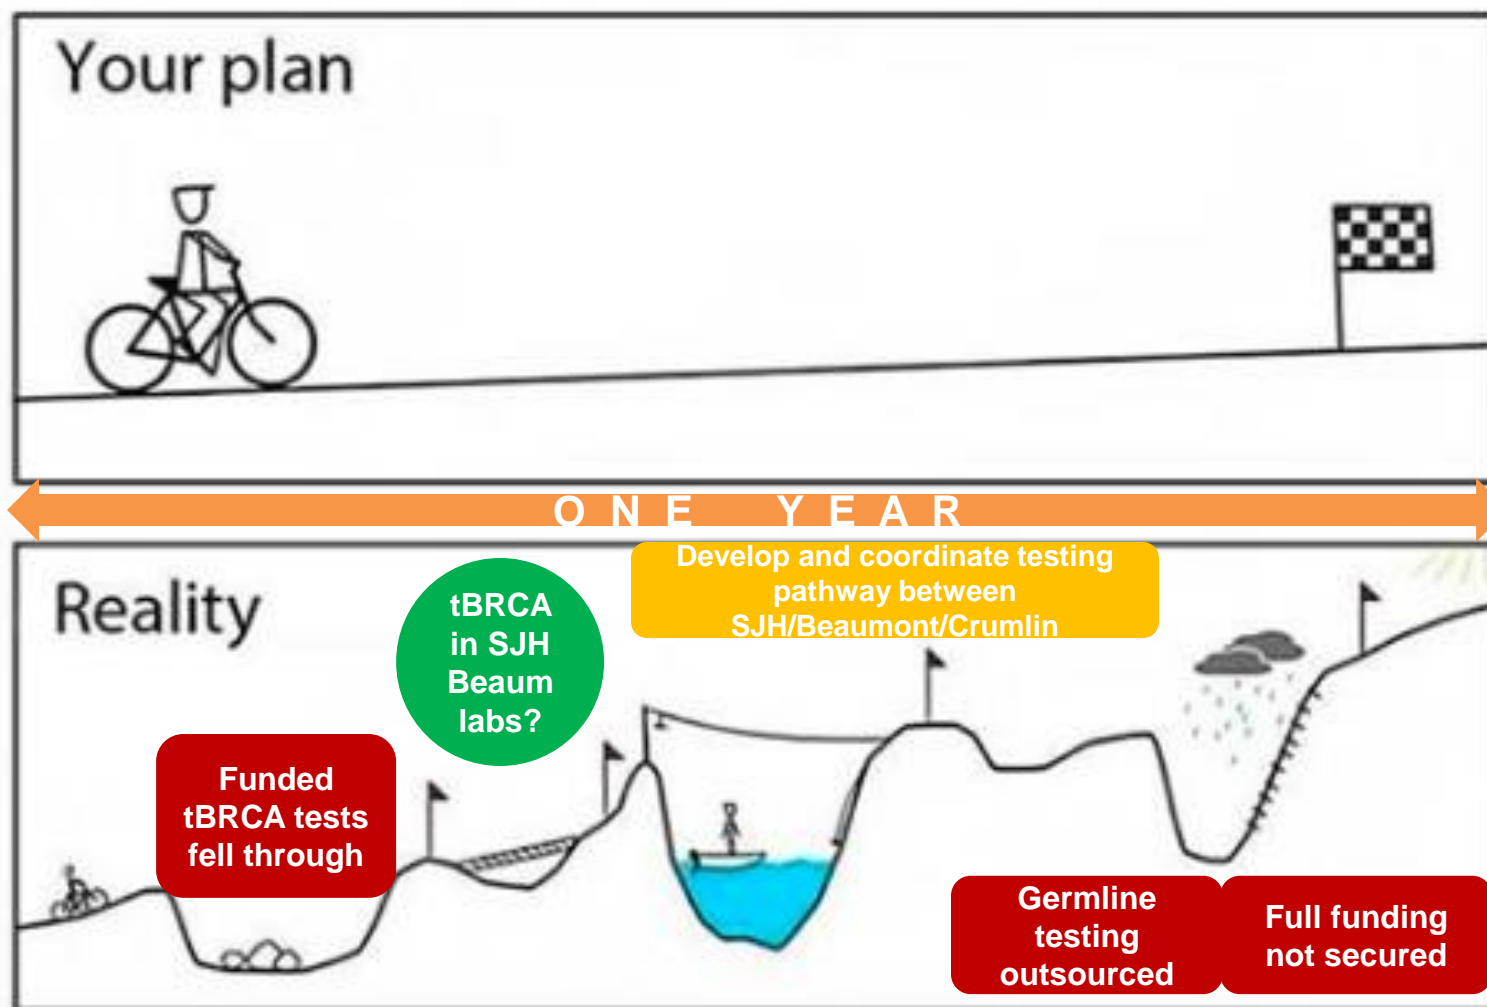 Your plan
ONE YEAR
Reality
tBRCA
in SJH
Beaum
labs?
Develop and coordinate testing
pathway between
SJH/Beaumont/Crumlin
Funded
tBRCA tests
fell through
Germline
testing
outsourced
Full funding
not secured